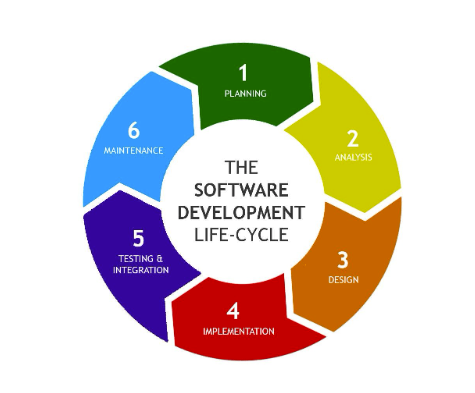 1
PLANNING
2
ANALYSIS
3
DESIGN
4
IMPLEMENTATION
5
TESTING &
INTEGRATION
6
MAINTENANCE
THE
SOFTWARE
DEVELOPMENT
LIFE-CYCLE